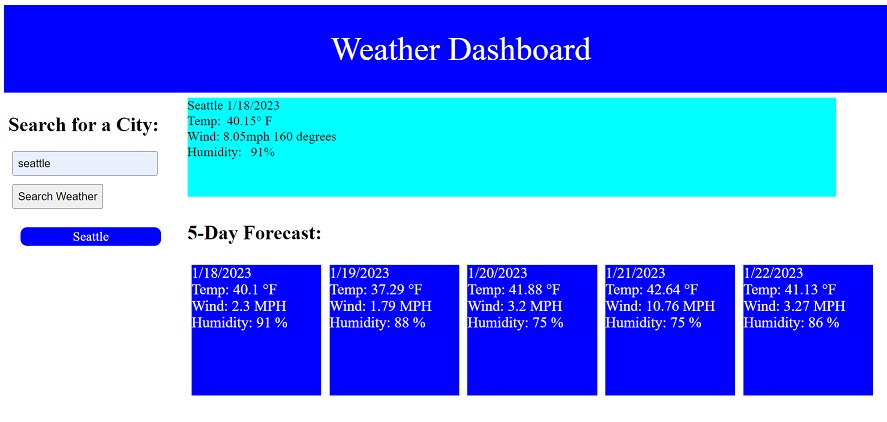 Weather Dashboard
Search for a City:
seattle
Search Weather
Seattle
Seattle 1/18/2023
Temp: 40.15° F
Wind: 8.05mph 160 degrees
Humidity: 91%
5-Day Forecast:
1/18/2023
Temp: 40.1 °F
Wind: 2.3 MPH
Humidity: 91 %
1/19/2023
Temp: 37.29 °F
Wind: 1.79 MPH
Humidity: 88 %
1/20/2023
Temp: 41.88 °F
Wind: 3.2 MPH
Humidity: 75 %
1/21/2023
Temp: 42.64 °F
Wind: 10.76 MPH
Humidity: 75 %
1/22/2023
Temp: 41.13 °F
Wind: 3.27 MPH
Humidity: 86 %